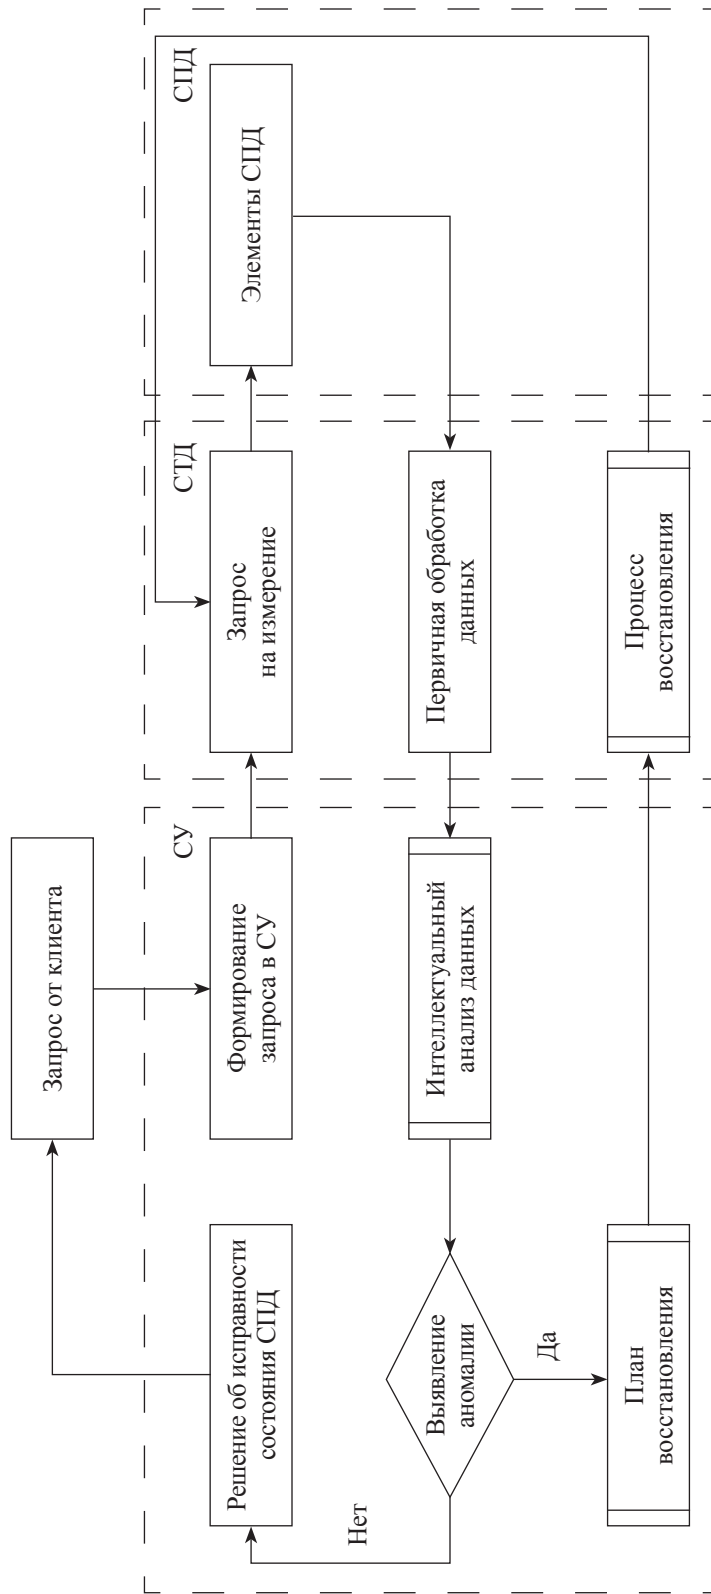 Запрос от клиента
СУ
СТД
СПД
Решение об исправности
состояния СПД
Формирование
запроса в СУ
Запрос
на измерение
Элементы СПД
Нет
Выявление
аномалии
Интеллектуальный
анализ данных
Первичная обработка
данных
Да
План
восстановления
Процесс
восстановления